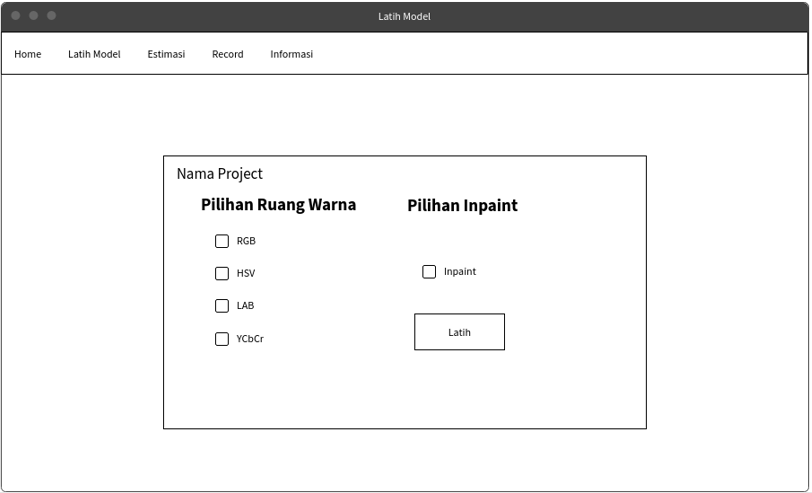 Latih Model
Home Latih Model Estimasi Record Informasi
Nama Project
Pilihan Ruang Warna
RGB
HSV
LAB
YCbCr
Pilihan Inpaint
Inpaint
Latih